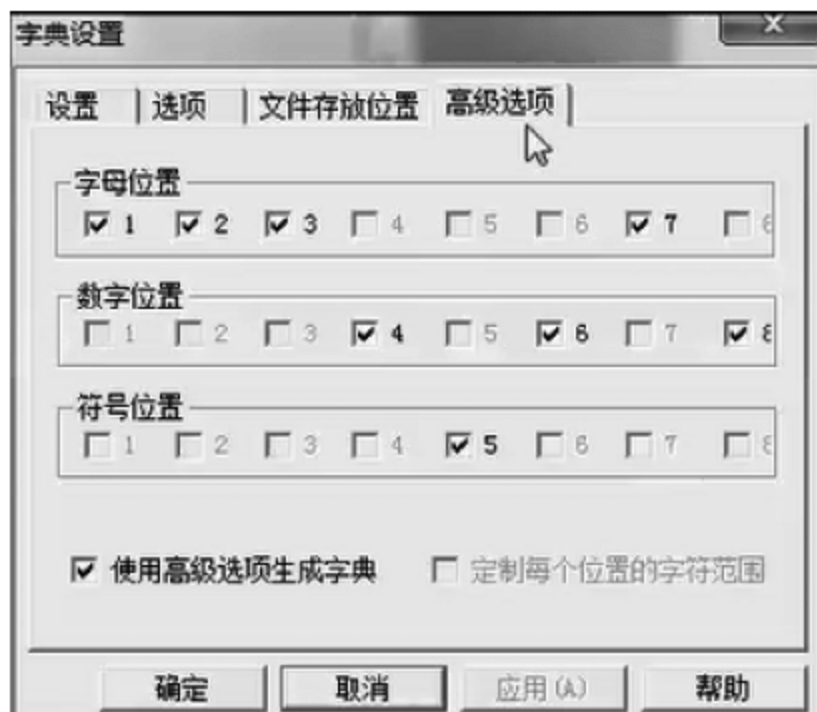 字典设置
设置 选项 文件存放位置 高级选项
字母位置
1 2 3 4 5 6 7
数字位置
1 2 3 4 5 6 7 8
符号位置
1 2 3 4 5 6 7 8
使用高级选项生成字典 定制每个位置的字符范围
确定 取消 应用(A) 帮助